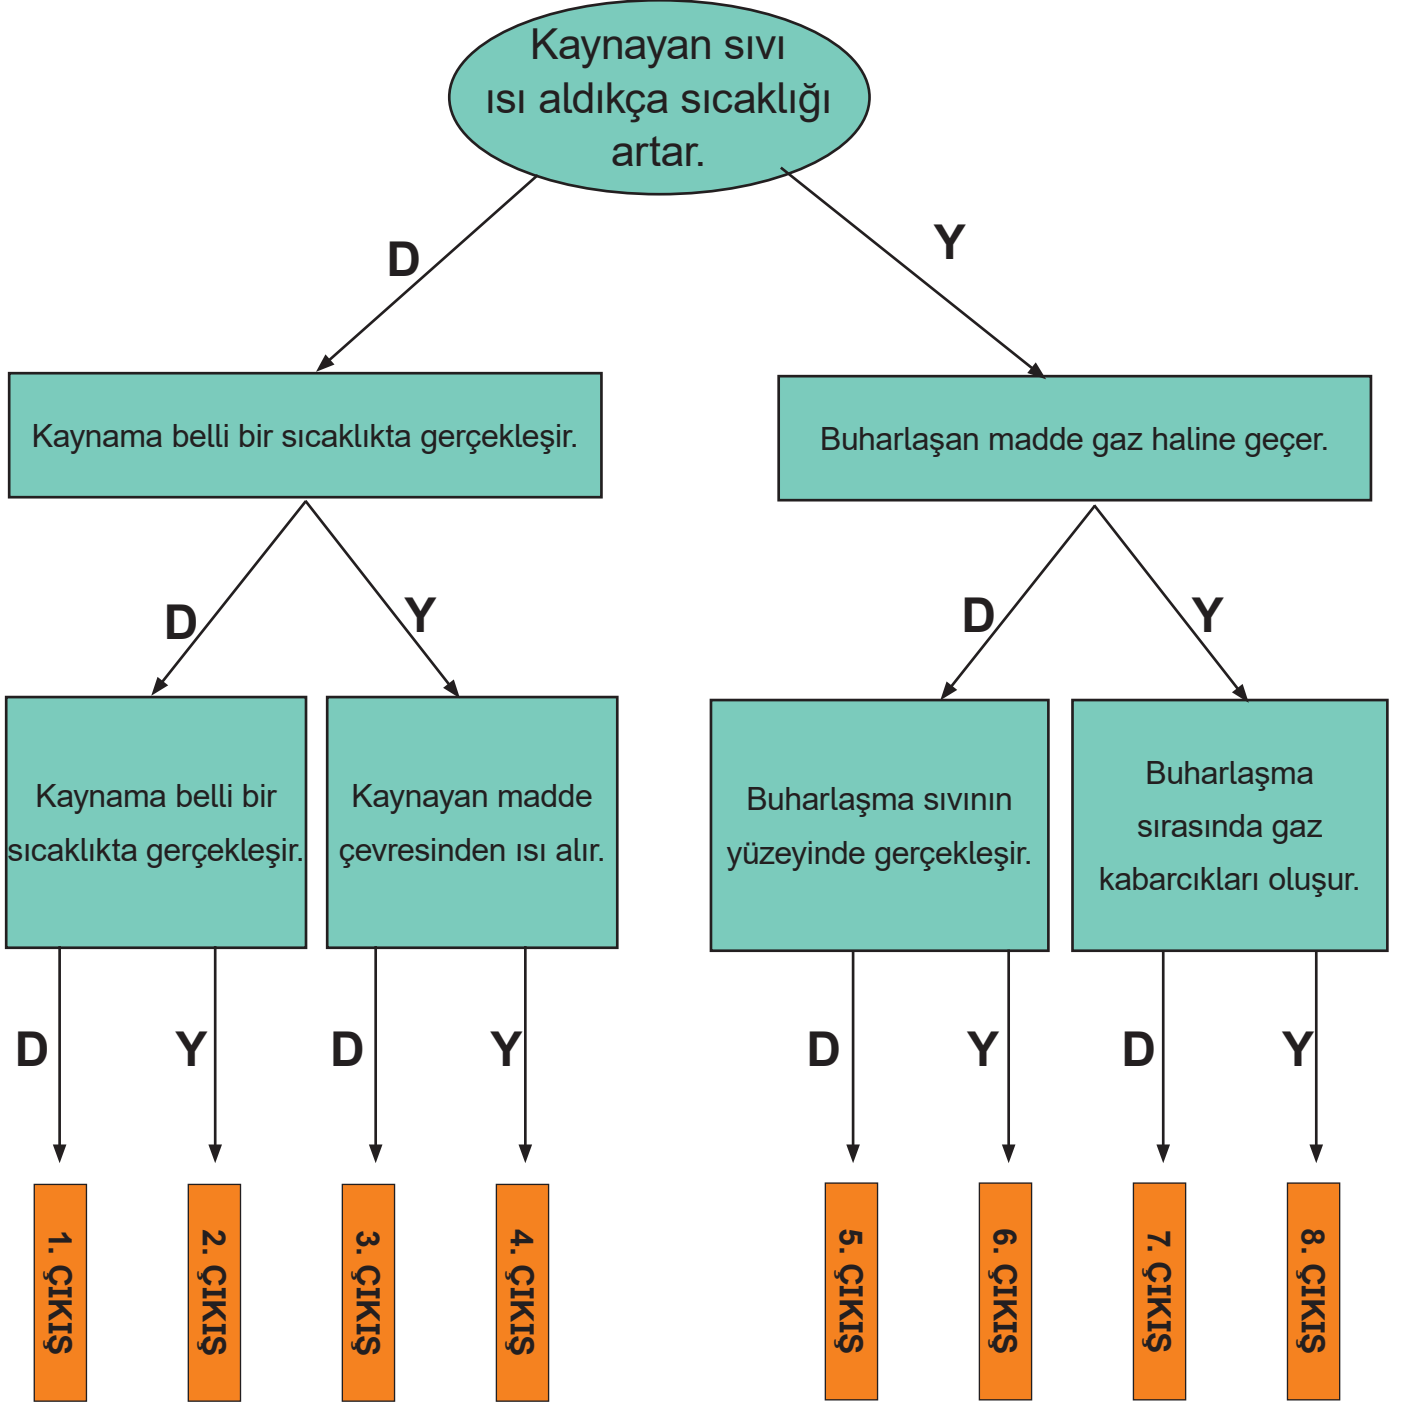 Kaynayan sıvı
ısı aldıkça sıcaklığı
artar.
D
Y
Kaynama belli bir sıcaklıkta gerçekleşir.
Buharlaşan madde gaz haline geçer.
D
Y
D
Y
Kaynama belli bir
sıcaklıkta gerçekleşir.
Kaynayan madde
çevresinden ısı alır.
Buharlaşma sıvının
yüzeyinde gerçekleşir.
Buharlaşma
sırasında gaz
kabarcıkları oluşur.
D
Y
D
Y
D
Y
D
Y
1. ÇIKIŞ
2. ÇIKIŞ
3. ÇIKIŞ
4. ÇIKIŞ
5. ÇIKIŞ
6. ÇIKIŞ
7. ÇIKIŞ
8. ÇIKIŞ